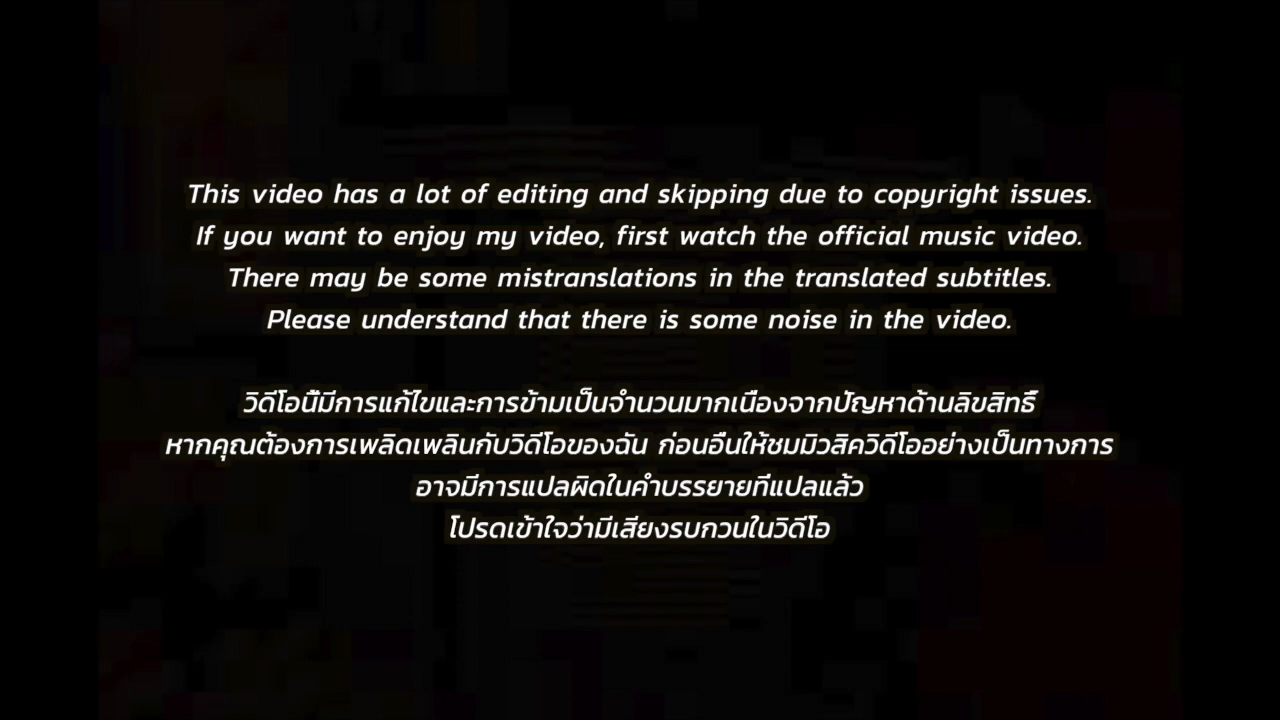 This video has a lot of editing and skipping due to copyright issues.
If you want to enjoy my video, first watch the official music video.
There may be some mistranslations in the translated subtitles.
Please understand that there is some noise in the video.
วิดีโอนี้มีการแก้ไขและการข้ามเป็นจำนวนมากเนื่องจากปัญหาด้านลิขสิทธิ์
หากคุณต้องการเพลิดเพลินกับวิดีโอของฉัน ก่อนอื่นให้ชมมิวสิควิดีโออย่างเป็นทางการ
อาจมีการแปลผิดในคำบรรยายที่แปลแล้ว
โปรดเข้าใจว่ามีเสียงรบกวนในวิดีโอ